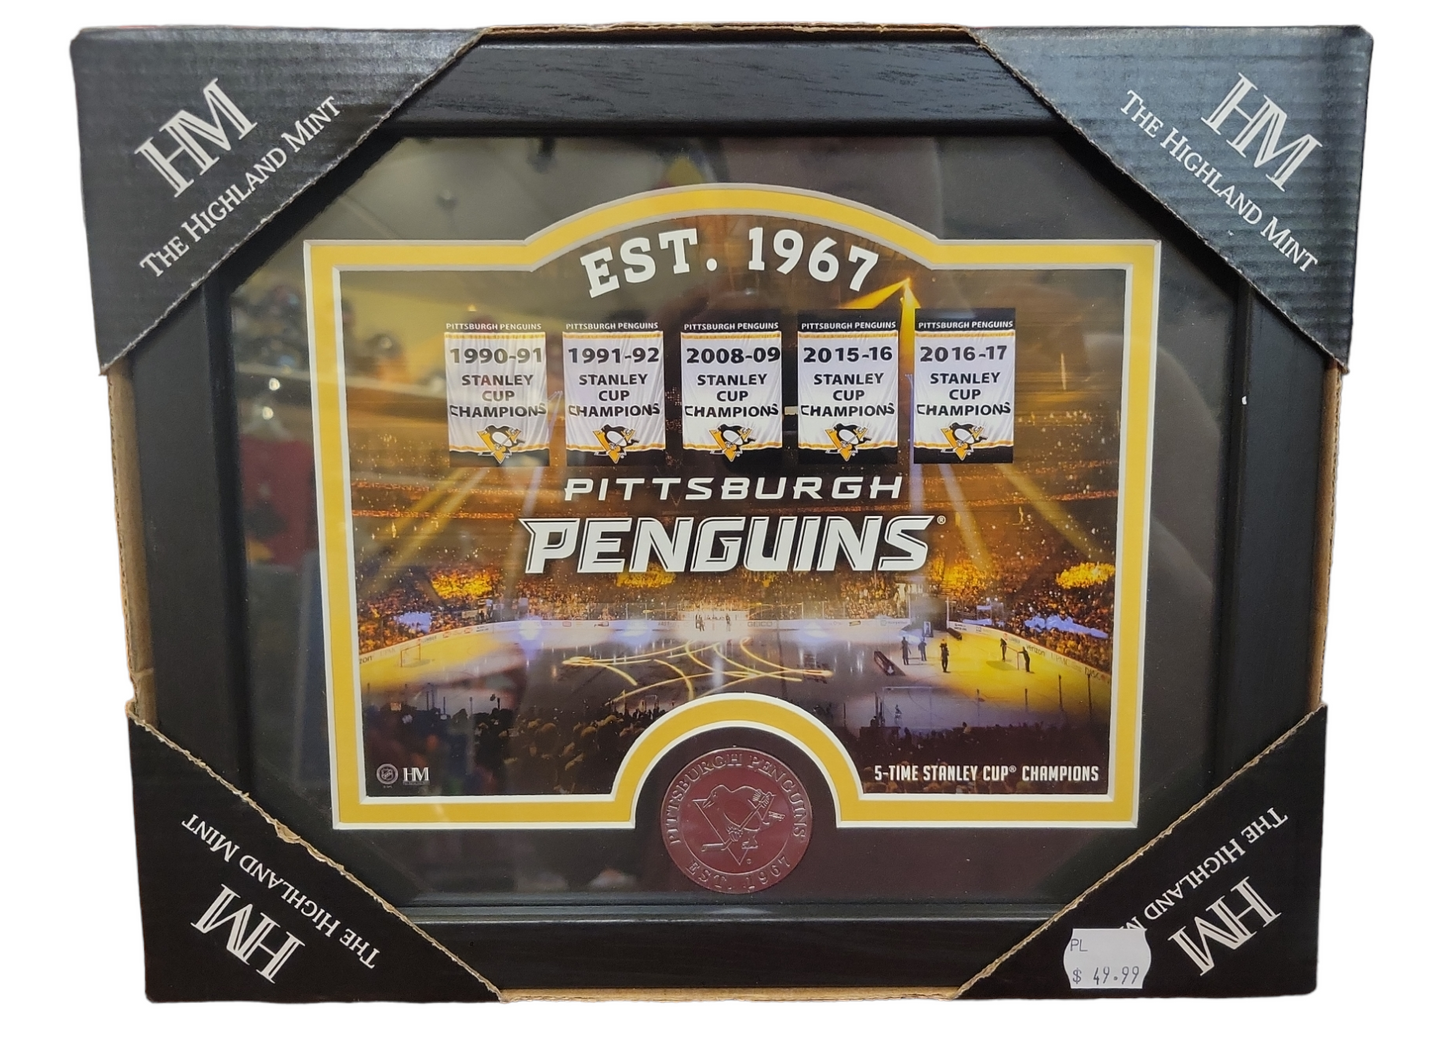 HM
THE HIGHLAND MINT
HM
THE HIGHLAND MINT
EST. 1967
PITTSBURGH PENGUINS
1990-91
STANLEY
CUP
CHAMPIONS
PITTSBURGH PENGUINS
1991-92
STANLEY
CUP
CHAMPIONS
PITTSBURGH PENGUINS
2008-09
STANLEY
CUP
CHAMPIONS
PITTSBURGH PENGUINS
2015-16
STANLEY
CUP
CHAMPIONS
PITTSBURGH PENGUINS
2016-17
STANLEY
CUP
CHAMPIONS
PITTSBURGH
PENGUINS®
HM
5-TIME STANLEY CUP® CHAMPIONS
PITTSBURGH PENGUINS
EST. 1967
THE HIGHLAND MINT
HM
THE HIGHLAND M
HM
PL
$ 49.99